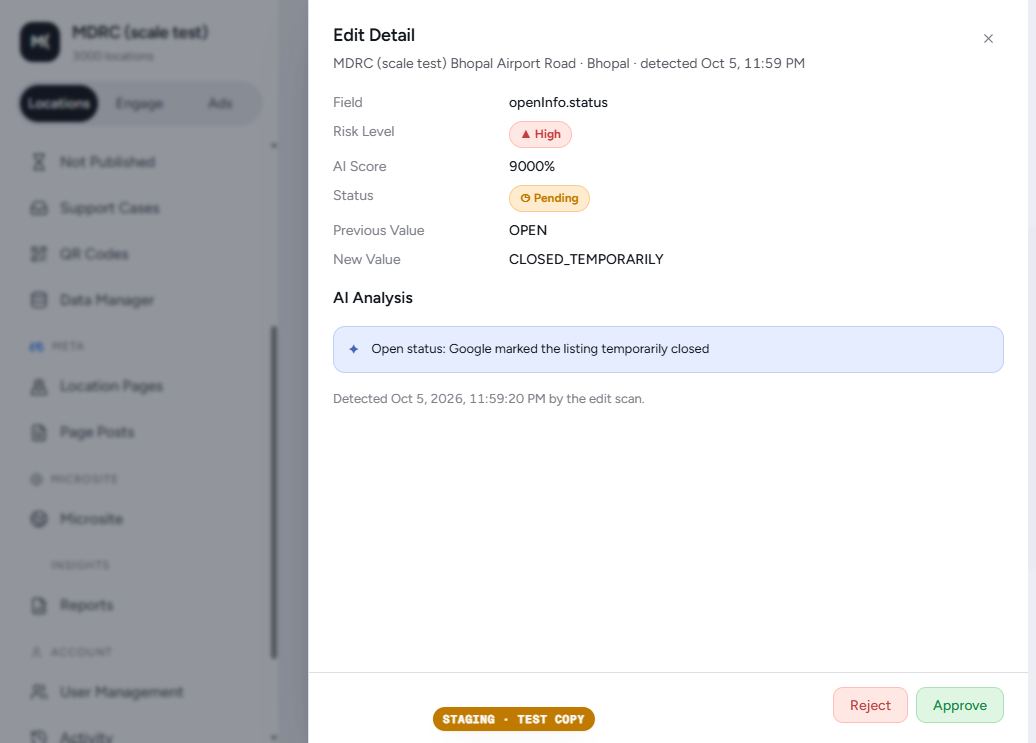 MDRC (scale test)
3000 locations
Locations
Engage
Ads
Not Published
Support Cases
QR Codes
Data Manager
META
Location Pages
Page Posts
MICROSITE
Microsite
INSIGHTS
Reports
ACCOUNT
User Management
Activity
Edit Detail
MDRC (scale test) Bhopal Airport Road · Bhopal · detected Oct 5, 11:59 PM
Field openInfo.status
Risk Level High
AI Score 9000%
Status Pending
Previous Value OPEN
New Value CLOSED_TEMPORARILY
AI Analysis
Open status: Google marked the listing temporarily closed
Detected Oct 5, 2026, 11:59:20 PM by the edit scan.
Reject Approve
STAGING · TEST COPY